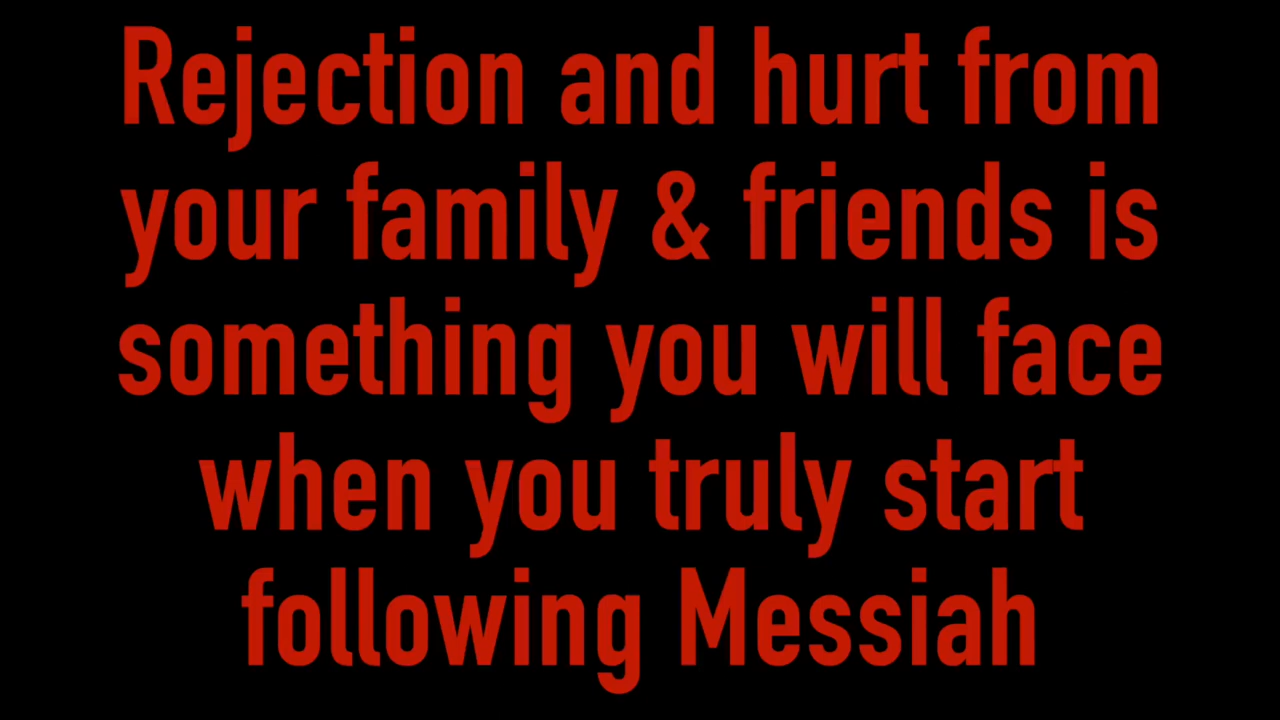 Rejection and hurt from
your family & friends is
something you will face
when you truly start
following Messiah